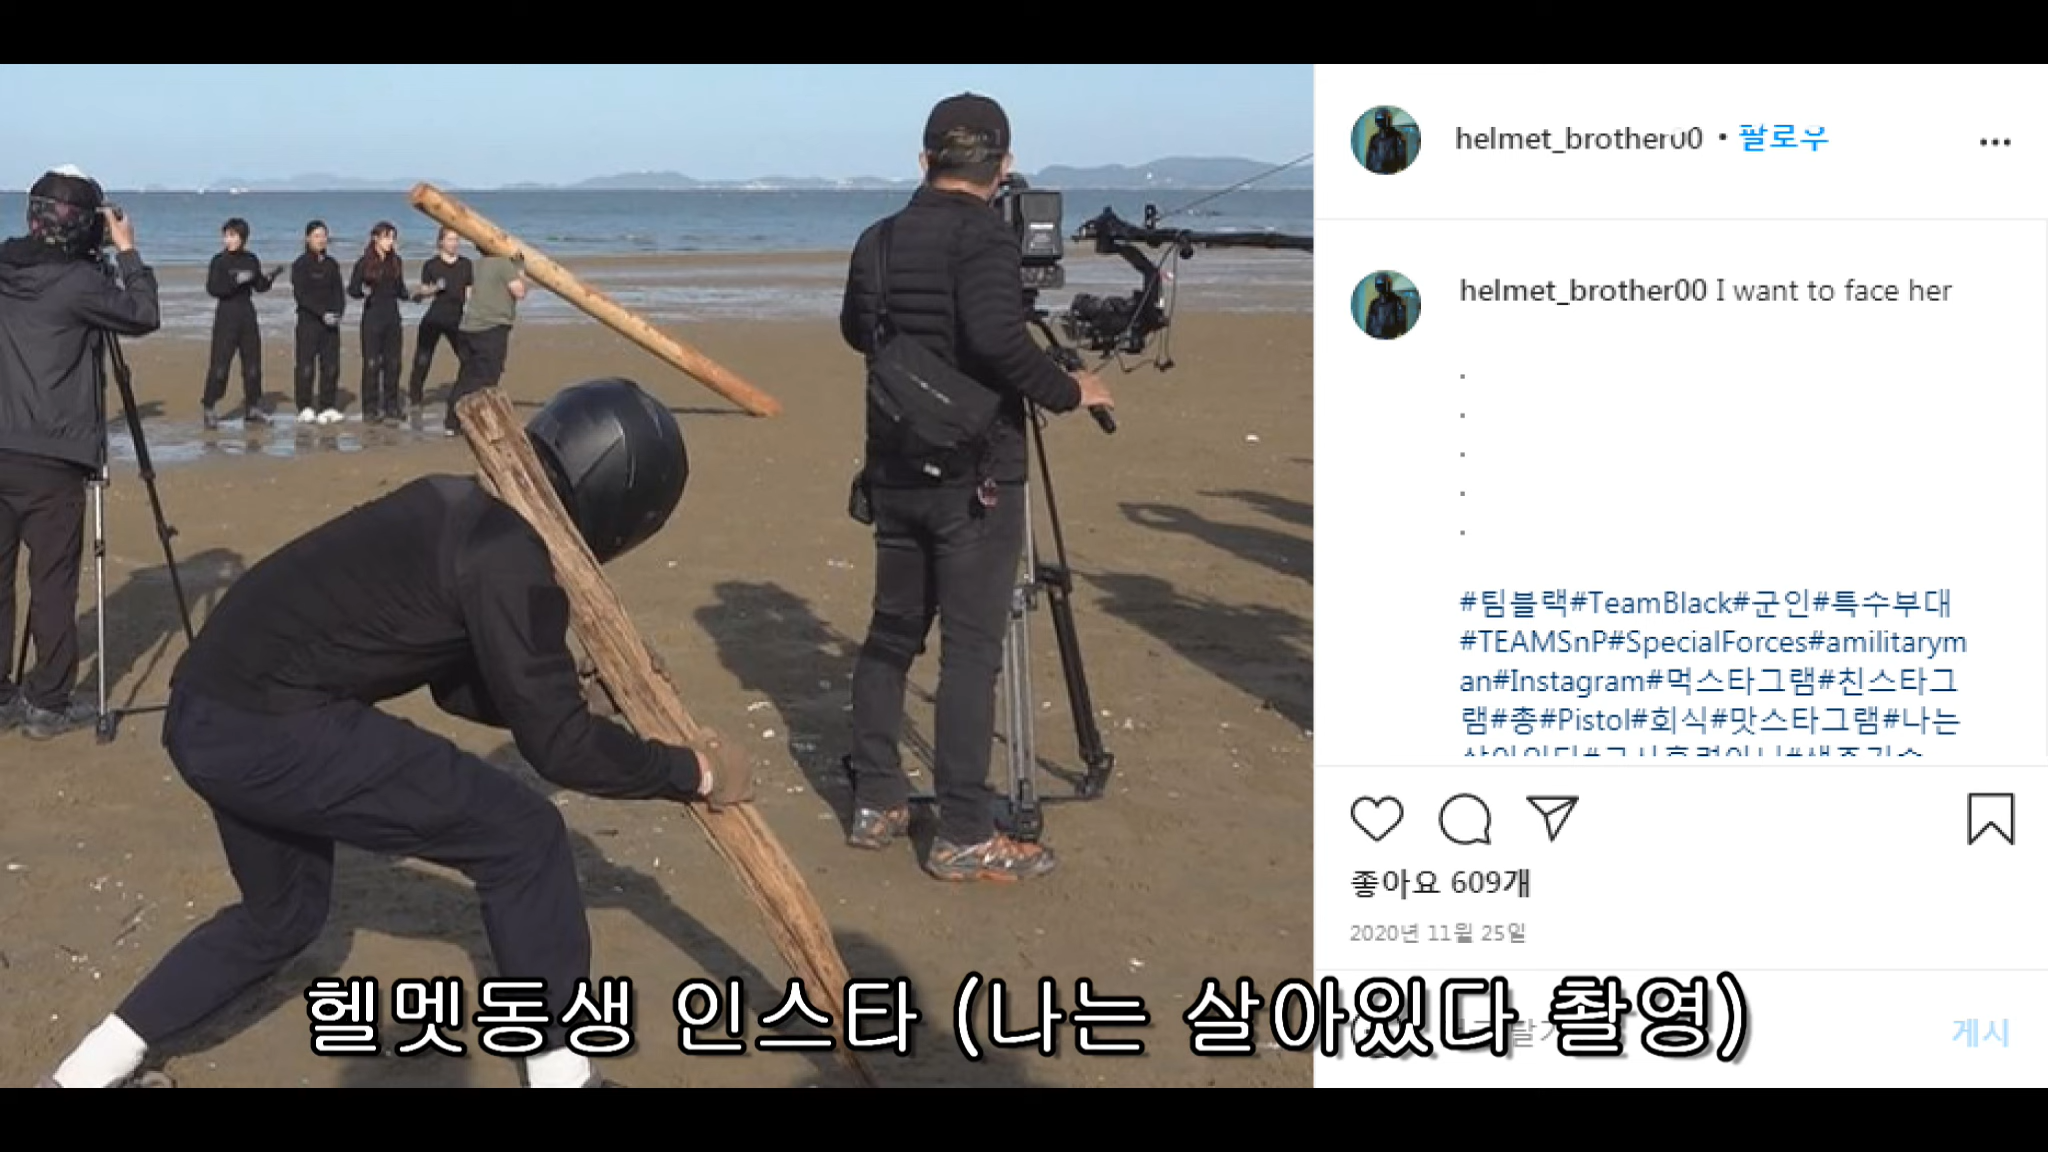 helmet_brother00 • 팔로우
helmet_brother00 I want to face her
.
.
.
.
.
#팀블랙#TeamBlack#군인#특수부대
#TEAMSnP#SpecialForces#amilitarym
an#Instagram#먹스타그램#친스타그
램#총#Pistol#회식#맛스타그램#나는
좋아요 609개
2020년 11월 25일
게시
헬멧동생 인스타 (나는 살아있다 촬영)